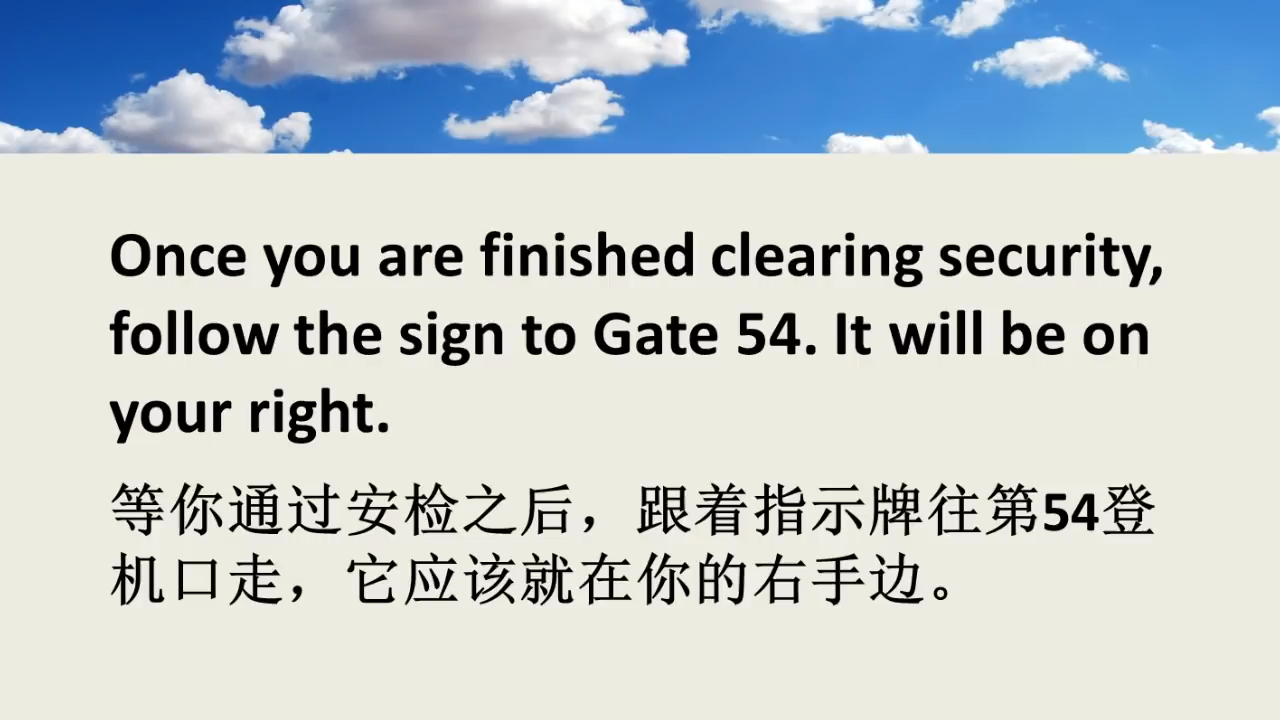 Once you are finished clearing security,
follow the sign to Gate 54. It will be on
your right.
等你通过安检之后，跟着指示牌往第54登
机口走，它应该就在你的右手边。